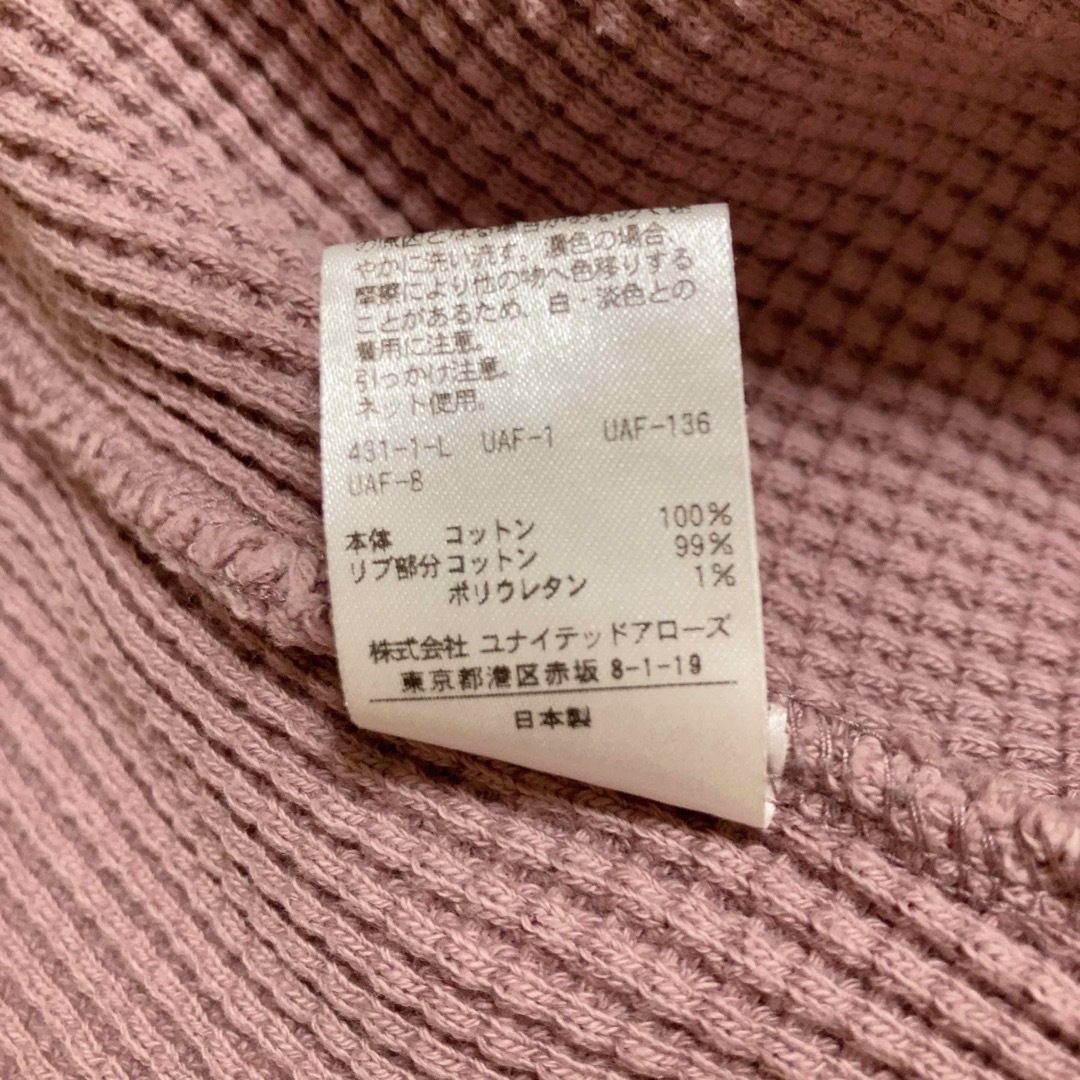 やかに洗い流す。濃色の場合、
摩擦により他の物へ色移りする
ことがあるため、白・淡色との
着用に注意。
引っかけ注意。
ネット使用。
431-1-L UAF-1 UAF-136
UAF-8
本体 コットン 100%
リブ部分 コットン 99%
ポリウレタン 1%
株式会社 ユナイテッドアローズ
東京都港区赤坂 8-1-19
日本製